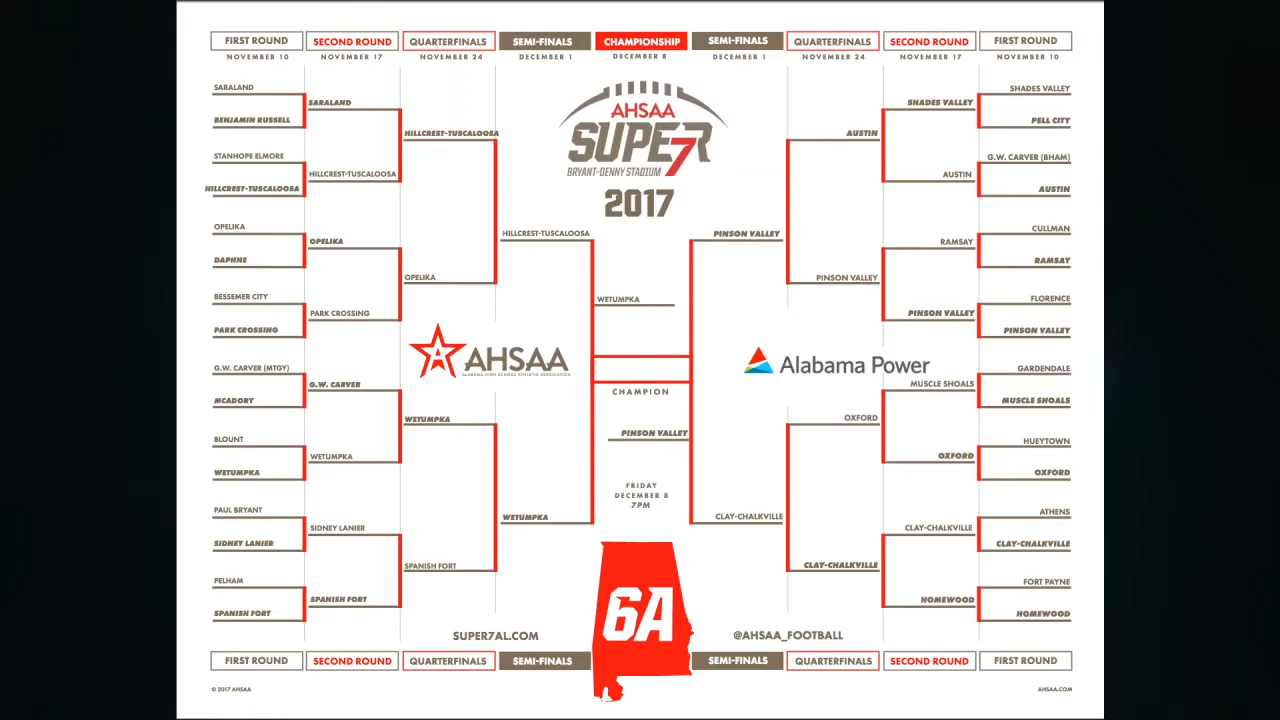 FIRST ROUND
SECOND ROUND
QUARTERFINALS
SEMI-FINALS
CHAMPIONSHIP
SEMI-FINALS
QUARTERFINALS
SECOND ROUND
FIRST ROUND
NOVEMBER 10
NOVEMBER 17
NOVEMBER 24
DECEMBER 1
DECEMBER 8
DECEMBER 1
NOVEMBER 24
NOVEMBER 17
NOVEMBER 10
SARALAND
BENJAMIN RUSSELL
STANHOPE ELMORE
HILLCREST-TUSCALOOSA
OPELIKA
DAPHNE
BESSEMER CITY
PARK CROSSING
G.W. CARVER (MTGY)
MCADORY
BLOUNT
WETUMPKA
PAUL BRYANT
SIDNEY LANIER
PELHAM
SPANISH FORT
SARALAND
HILLCREST-TUSCALOOSA
OPELIKA
PARK CROSSING
G.W. CARVER
WETUMPKA
SIDNEY LANIER
SPANISH FORT
HILLCREST-TUSCALOOSA
OPELIKA
WETUMPKA
SPANISH FORT
HILLCREST-TUSCALOOSA
WETUMPKA
AHSAA
SUPER 7
BRYANT-DENNY STADIUM
2017
WETUMPKA
CHAMPION
PINSON VALLEY
FRIDAY
DECEMBER 8
7PM
AHSAA
ALABAMA HIGH SCHOOL ATHLETIC ASSOCIATION
Alabama Power
PINSON VALLEY
CLAY-CHALKVILLE
AUSTIN
PINSON VALLEY
OXFORD
CLAY-CHALKVILLE
SHADES VALLEY
AUSTIN
RAMSAY
PINSON VALLEY
MUSCLE SHOALS
OXFORD
CLAY-CHALKVILLE
HOMEWOOD
SHADES VALLEY
PELL CITY
G.W. CARVER (BHAM)
AUSTIN
CULLMAN
RAMSAY
FLORENCE
PINSON VALLEY
GARDENDALE
MUSCLE SHOALS
HUEYTOWN
OXFORD
ATHENS
CLAY-CHALKVILLE
FORT PAYNE
HOMEWOOD
6A
SUPER7AL.COM
@AHSAA_FOOTBALL
FIRST ROUND
SECOND ROUND
QUARTERFINALS
SEMI-FINALS
SEMI-FINALS
QUARTERFINALS
SECOND ROUND
FIRST ROUND
© 2017 AHSAA
AHSAA.COM